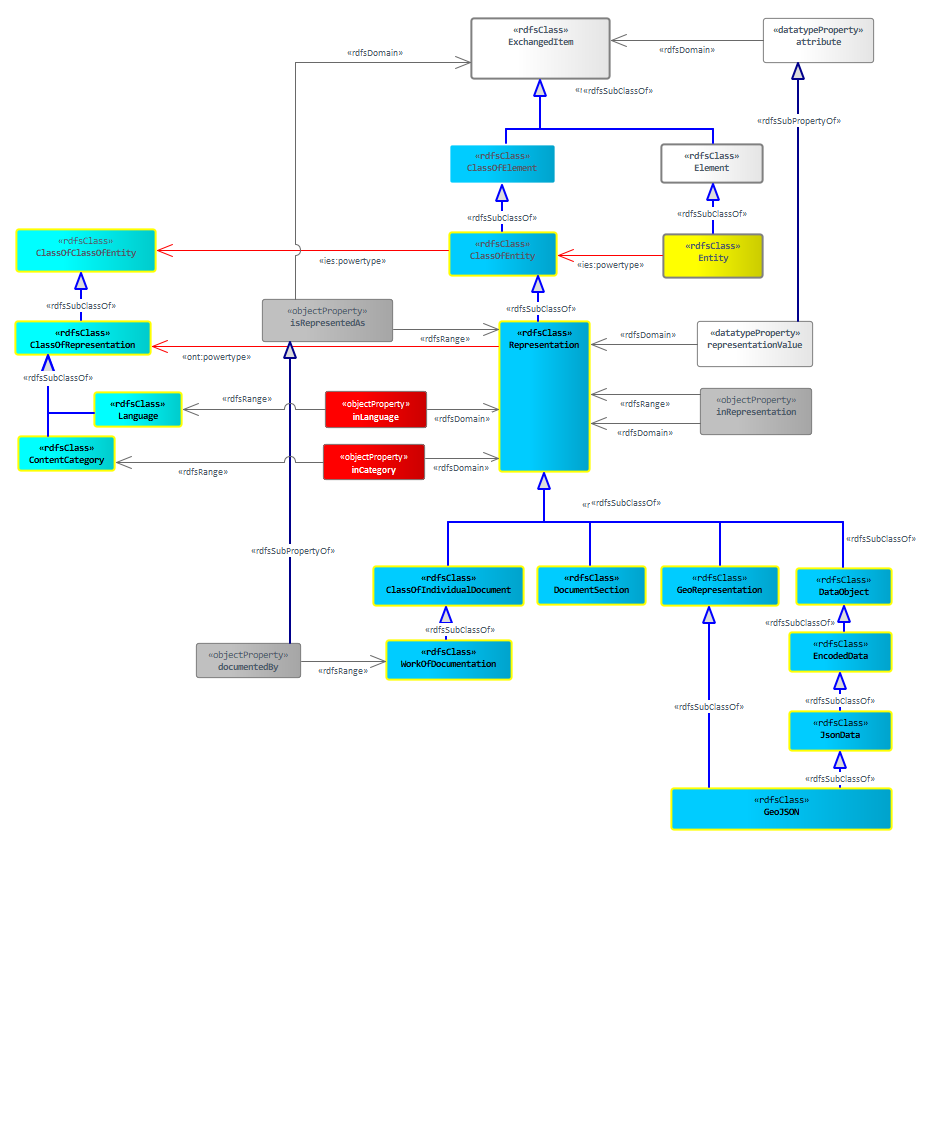 «rdfsClass»
ExchangedItem
«datatypeProperty»
attribute
«rdfsDomain»
«rdfsDomain»
«rdfsSubClassOf»
«rdfsSubPropertyOf»
«rdfsClass»
ClassOfElement
«rdfsClass»
Element
«rdfsSubClassOf»
«rdfsSubClassOf»
«rdfsClass»
ClassOfClassOfEntity
«rdfsClass»
ClassOfEntity
«rdfsClass»
Entity
«ies:powertype»
«ies:powertype»
«rdfsSubClassOf»
«rdfsSubClassOf»
«objectProperty»
isRepresentedAs
«rdfsClass»
ClassOfRepresentation
«rdfsRange»
«rdfsClass»
Representation
«rdfsDomain»
«datatypeProperty»
representationValue
«ont:powertype»
«rdfsSubClassOf»
«rdfsClass»
Language
«rdfsRange»
«objectProperty»
inLanguage
«rdfsDomain»
«rdfsRange»
«objectProperty»
inRepresentation
«rdfsDomain»
«rdfsClass»
ContentCategory
«rdfsRange»
«objectProperty»
inCategory
«rdfsDomain»
«rdfsSubClassOf»
«rdfsSubClassOf»
«rdfsSubPropertyOf»
«rdfsClass»
ClassOfIndividualDocument
«rdfsClass»
DocumentSection
«rdfsClass»
GeoRepresentation
«rdfsClass»
DataObject
«rdfsSubClassOf»
«rdfsSubClassOf»
«objectProperty»
documentedBy
«rdfsRange»
«rdfsClass»
WorkOfDocumentation
«rdfsClass»
EncodedData
«rdfsSubClassOf»
«rdfsSubClassOf»
«rdfsClass»
JsonData
«rdfsSubClassOf»
«rdfsClass»
GeoJSON